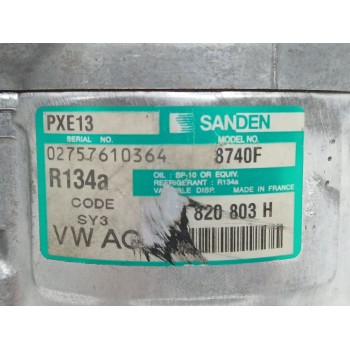 PXE13 SANDEN
SERIAL NO. MODEL NO.
02757610364 8740F
R134a OIL : SP-10 OR EQUIV.
REFRIGERANT : R134a
DISP. MADE IN FRANCE
CODE
SY3
820 803 H
VW AG